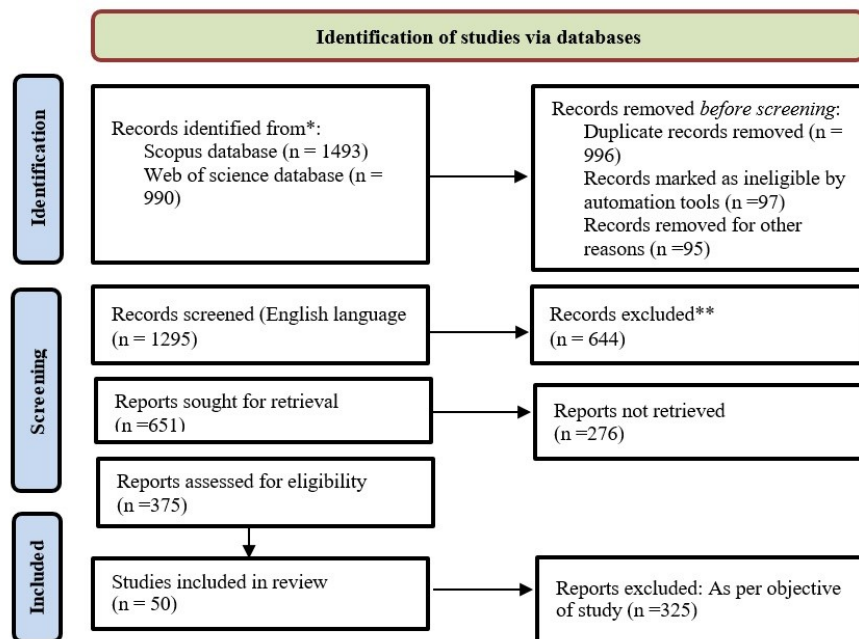 Identification of studies via databases
Identification
Records identified from*:
Scopus database (n = 1493)
Web of science database (n =
990)
Records removed before screening:
Duplicate records removed (n =
996)
Records marked as ineligible by
automation tools (n =97)
Records removed for other
reasons (n =95)
Screening
Records screened (English language
(n = 1295)
Records excluded**
(n = 644)
Reports sought for retrieval
(n =651)
Reports not retrieved
(n =276)
Reports assessed for eligibility
(n =375)
Included
Studies included in review
(n = 50)
Reports excluded: As per objective
of study (n =325)